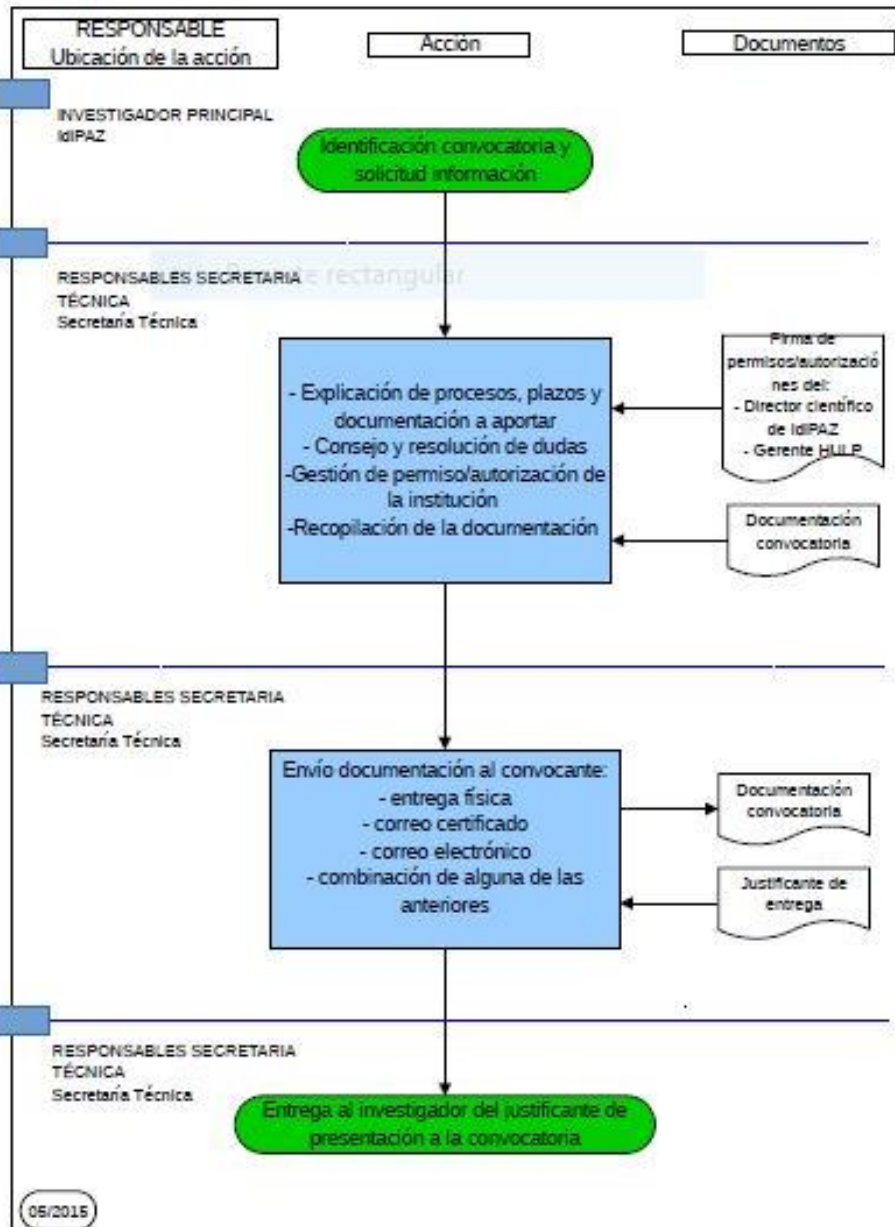 RESPONSABLE
Ubicación de la acción
Acción
Documentos
INVESTIGADOR PRINCIPAL
IdIPAZ
Identificación convocatoria y
solicitud información
rectangular
RESPONSABLES SECRETARIA
TÉCNICA
Secretaría Técnica
- Explicación de procesos, plazos y
documentación a aportar
- Consejo y resolución de dudas
-Gestión de permiso/autorización de
la institución
-Recopilación de la documentación
Firma de
permisos/autorizacio
nes del:
- Director científico
de IdIPAZ
- Gerente HULP
Documentación
convocatoria
RESPONSABLES SECRETARIA
TÉCNICA
Secretaría Técnica
Envío documentación al convocante:
- entrega física
- correo certificado
- correo electrónico
- combinación de alguna de las
anteriores
Documentación
convocatoria
Justificante de
entrega
RESPONSABLES SECRETARIA
TÉCNICA
Secretaría Técnica
Entrega al investigador del justificante de
presentación a la convocatoria
05/2015